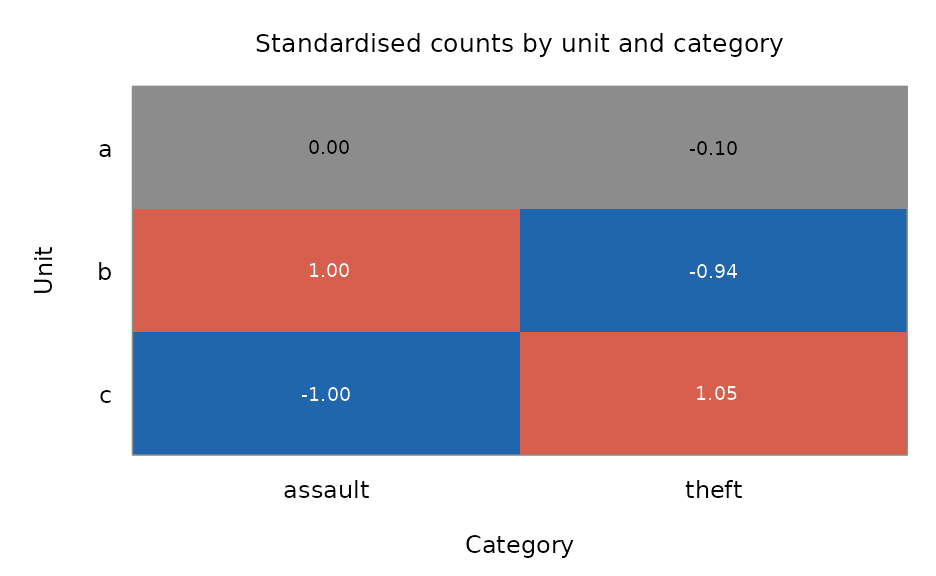 Standardised counts by unit and category
a 0.00 -0.10
Unit
b 1.00 -0.94
c -1.00 1.05
assault theft
Category